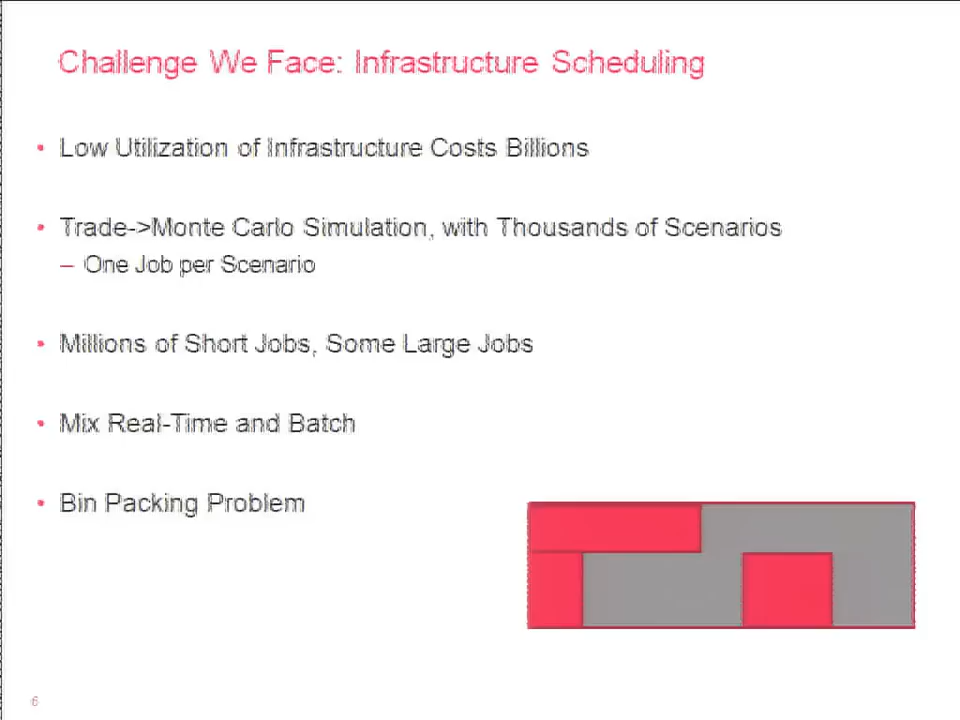 Challenge We Face: Infrastructure Scheduling
• Low Utilization of Infrastructure Costs Billions
• Trade->Monte Carlo Simulation, with Thousands of Scenarios
– One Job per Scenario
• Millions of Short Jobs, Some Large Jobs
• Mix Real-Time and Batch
• Bin Packing Problem
6